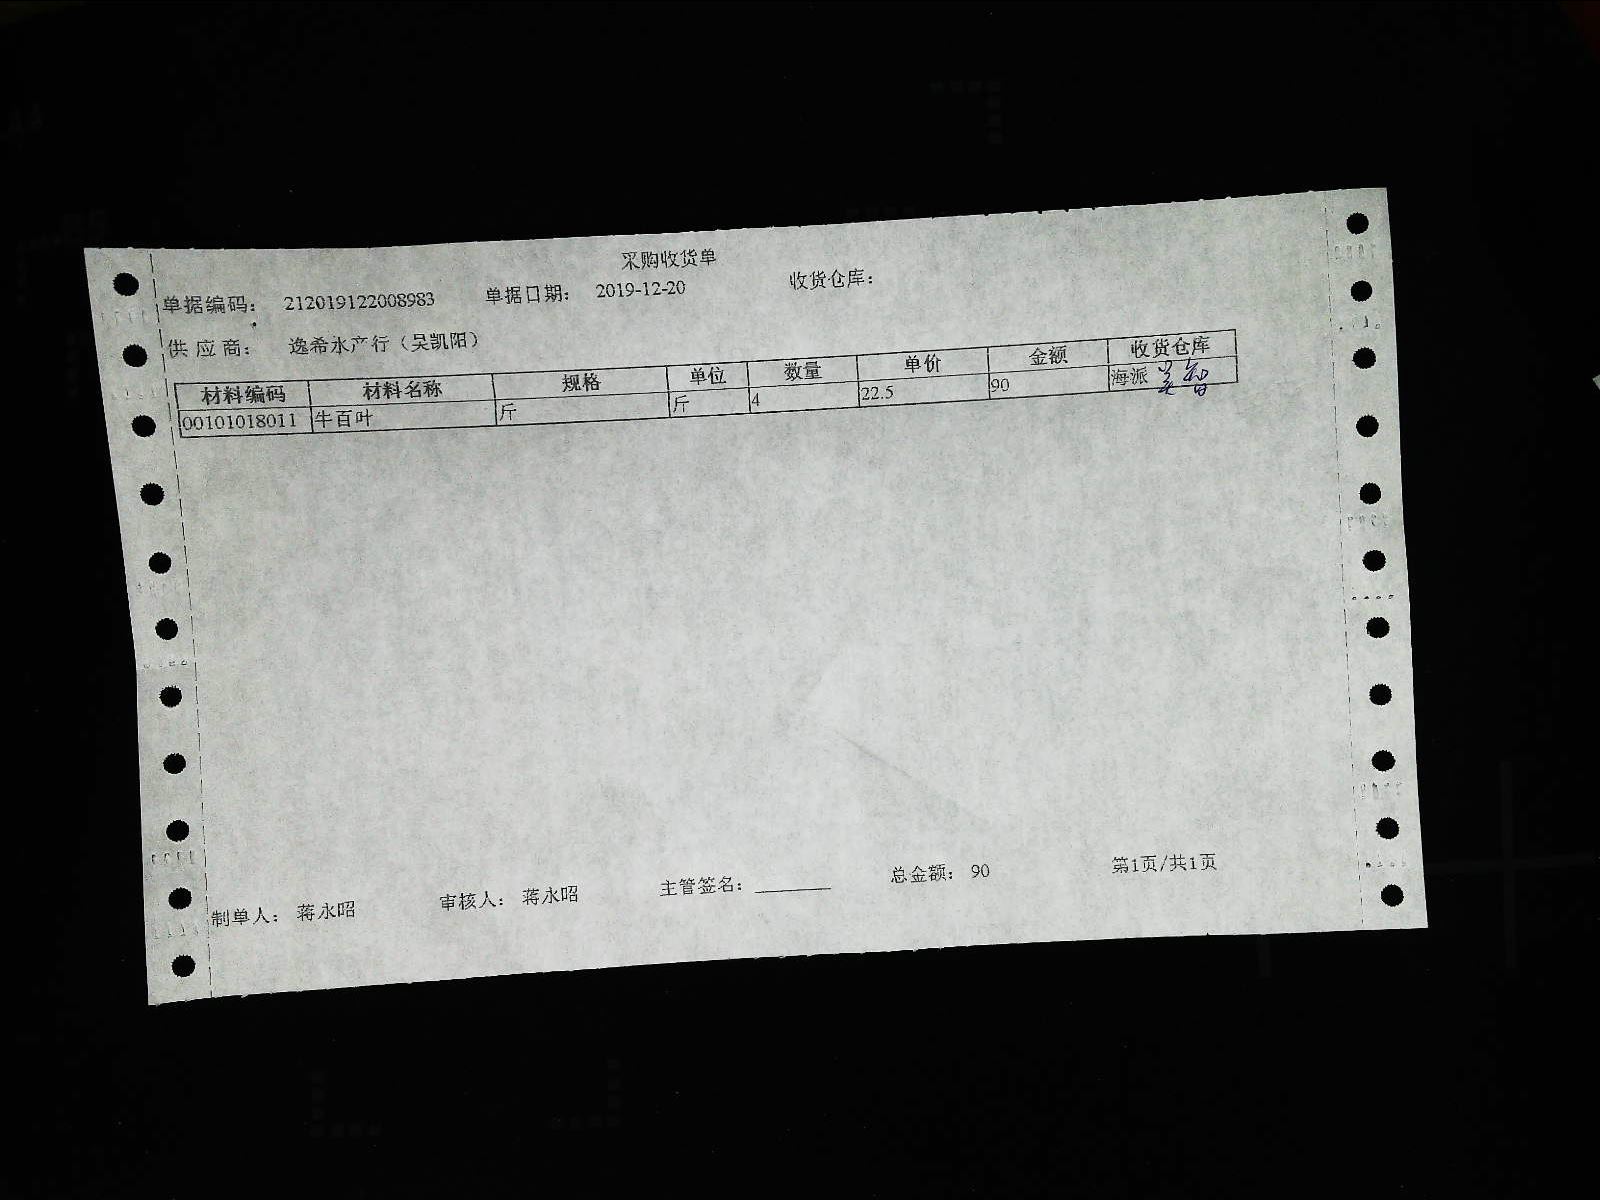 采购收货单
单据编码： 212019122008983 单据日期： 2019-12-20 收货仓库：
供 应 商： 逸希水产行（吴凯阳）
材料编码 材料名称 规格 单位 数量 单价 金额 收货仓库
00101018011 牛百叶 斤 斤 4 22.5 90 海派
制单人： 蒋永昭 审核人： 蒋永昭 主管签名： 总金额： 90 第1页/共1页